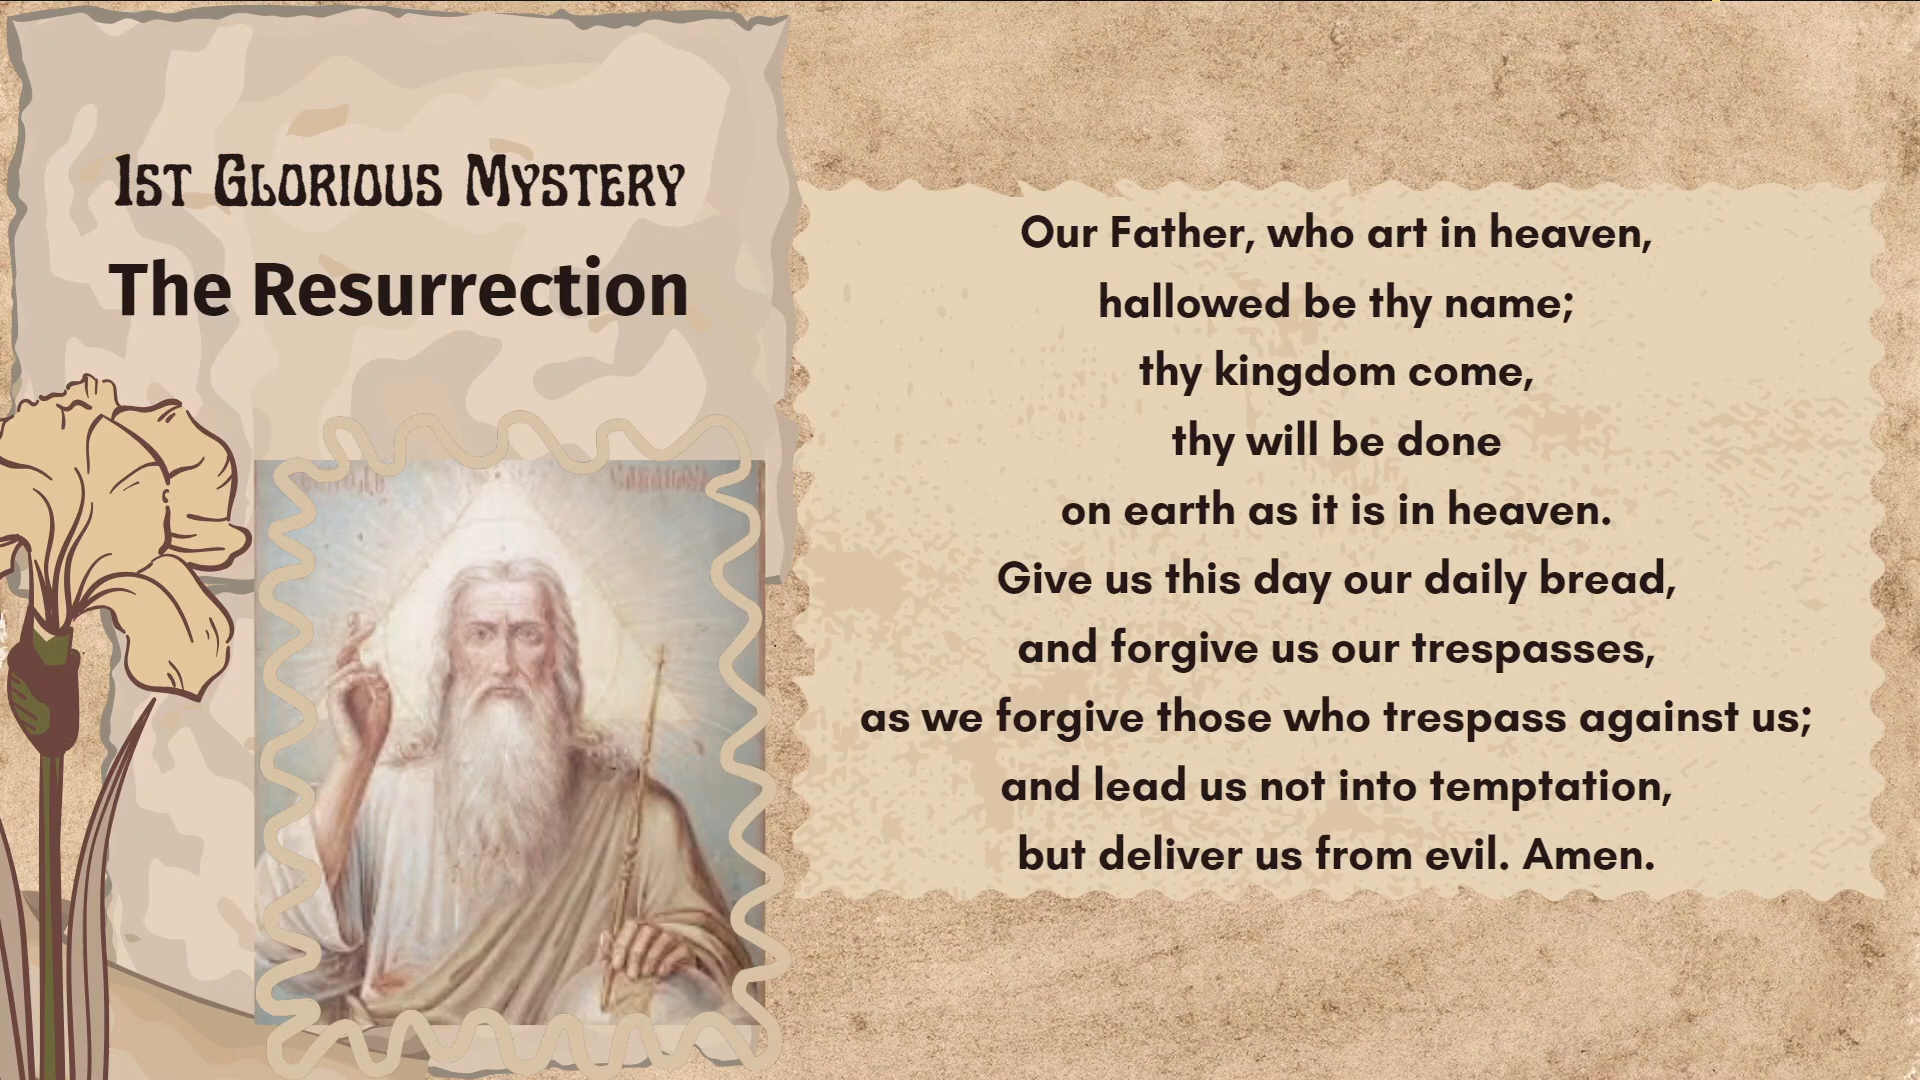 1st Glorious Mystery
The Resurrection
Our Father, who art in heaven,
hallowed be thy name;
thy kingdom come,
thy will be done
on earth as it is in heaven.
Give us this day our daily bread,
and forgive us our trespasses,
as we forgive those who trespass against us;
and lead us not into temptation,
but deliver us from evil. Amen.